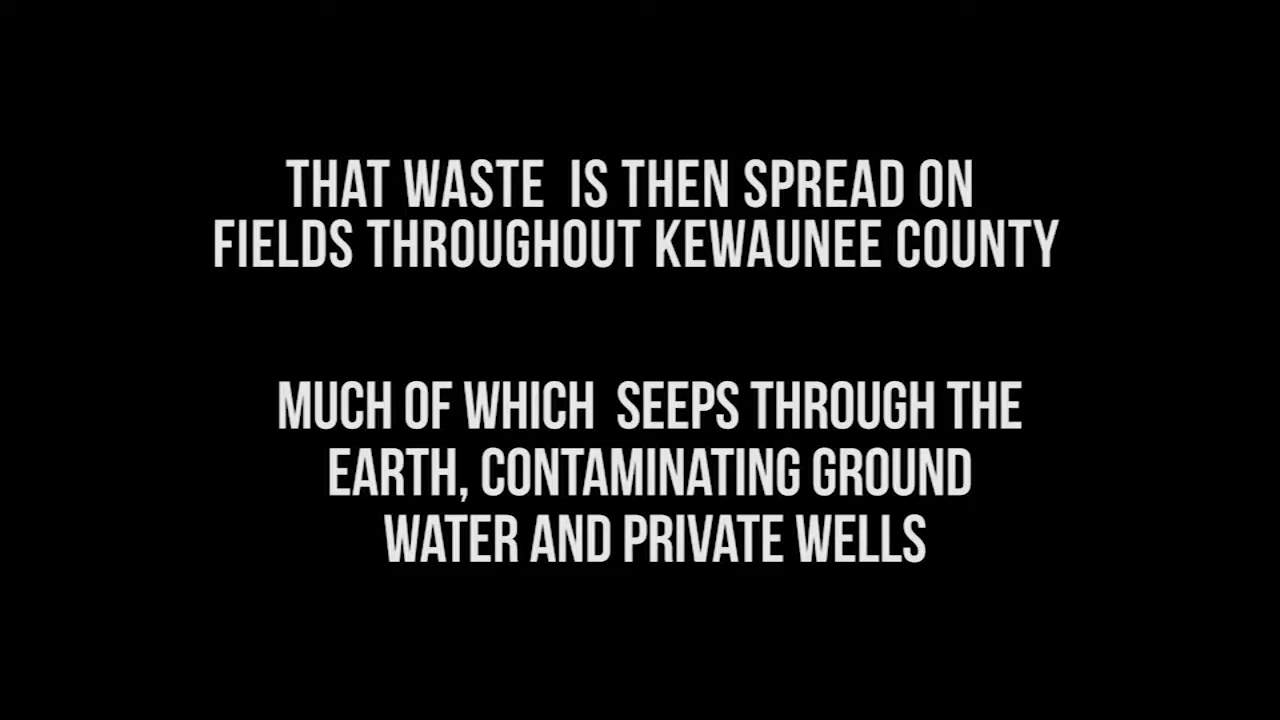 THAT WASTE IS THEN SPREAD ON
FIELDS THROUGHOUT KEWAUNEE COUNTY
MUCH OF WHICH SEEPS THROUGH THE
EARTH, CONTAMINATING GROUND
WATER AND PRIVATE WELLS